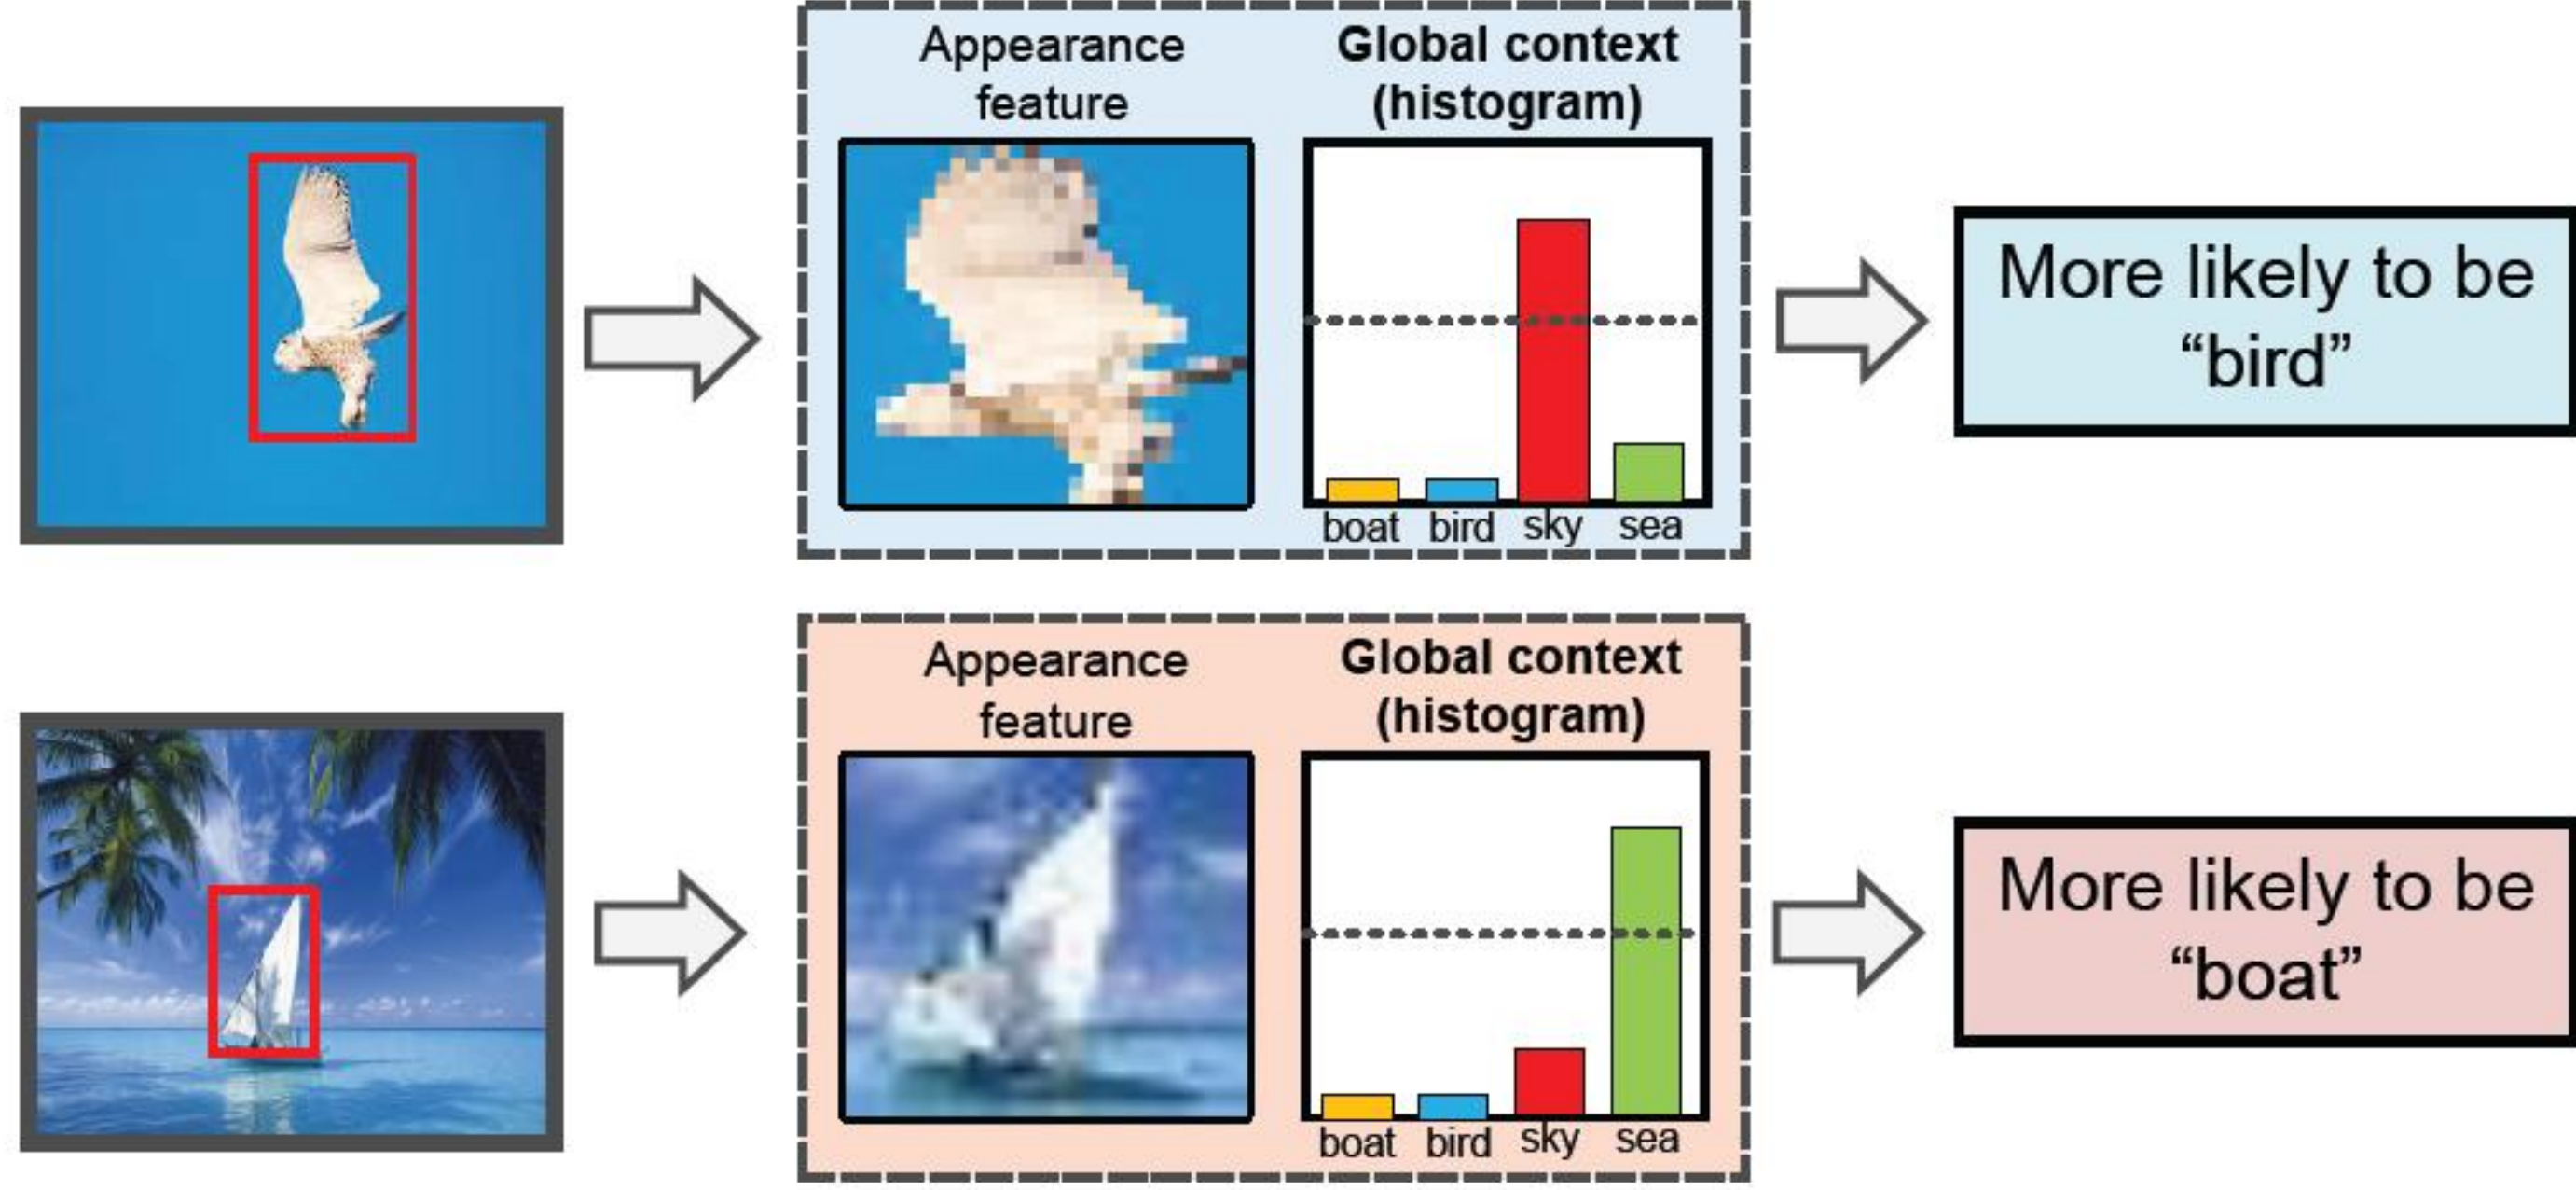 Appearance
feature
Global context
(histogram)
boat bird sky sea
More likely to be
“bird”
Appearance
feature
Global context
(histogram)
boat bird sky sea
More likely to be
“boat”